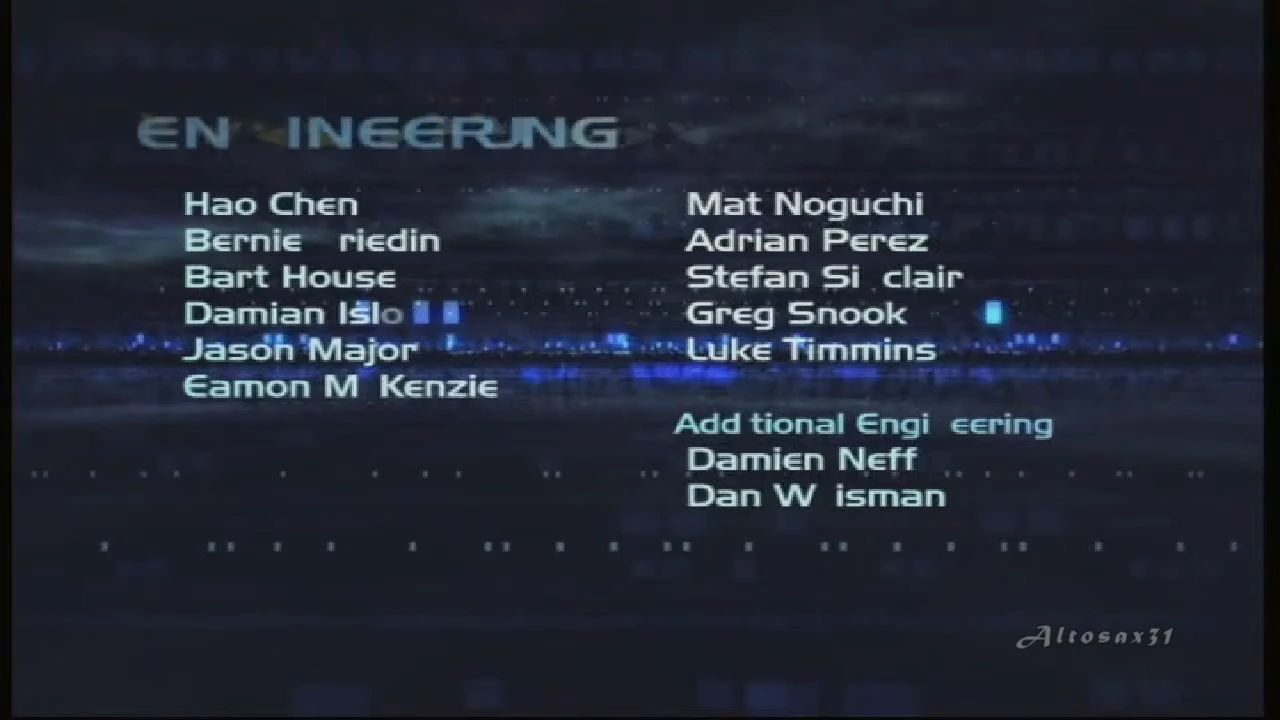 EN INEERING
Hao Chen
Bernie riedin
Bart House
Damian Islo
Jason Major
Eamon M Kenzie
Mat Noguchi
Adrian Perez
Stefan Si clair
Greg Snook
Luke Timmins
Add tional Engi eering
Damien Neff
Dan W isman
Altosax31